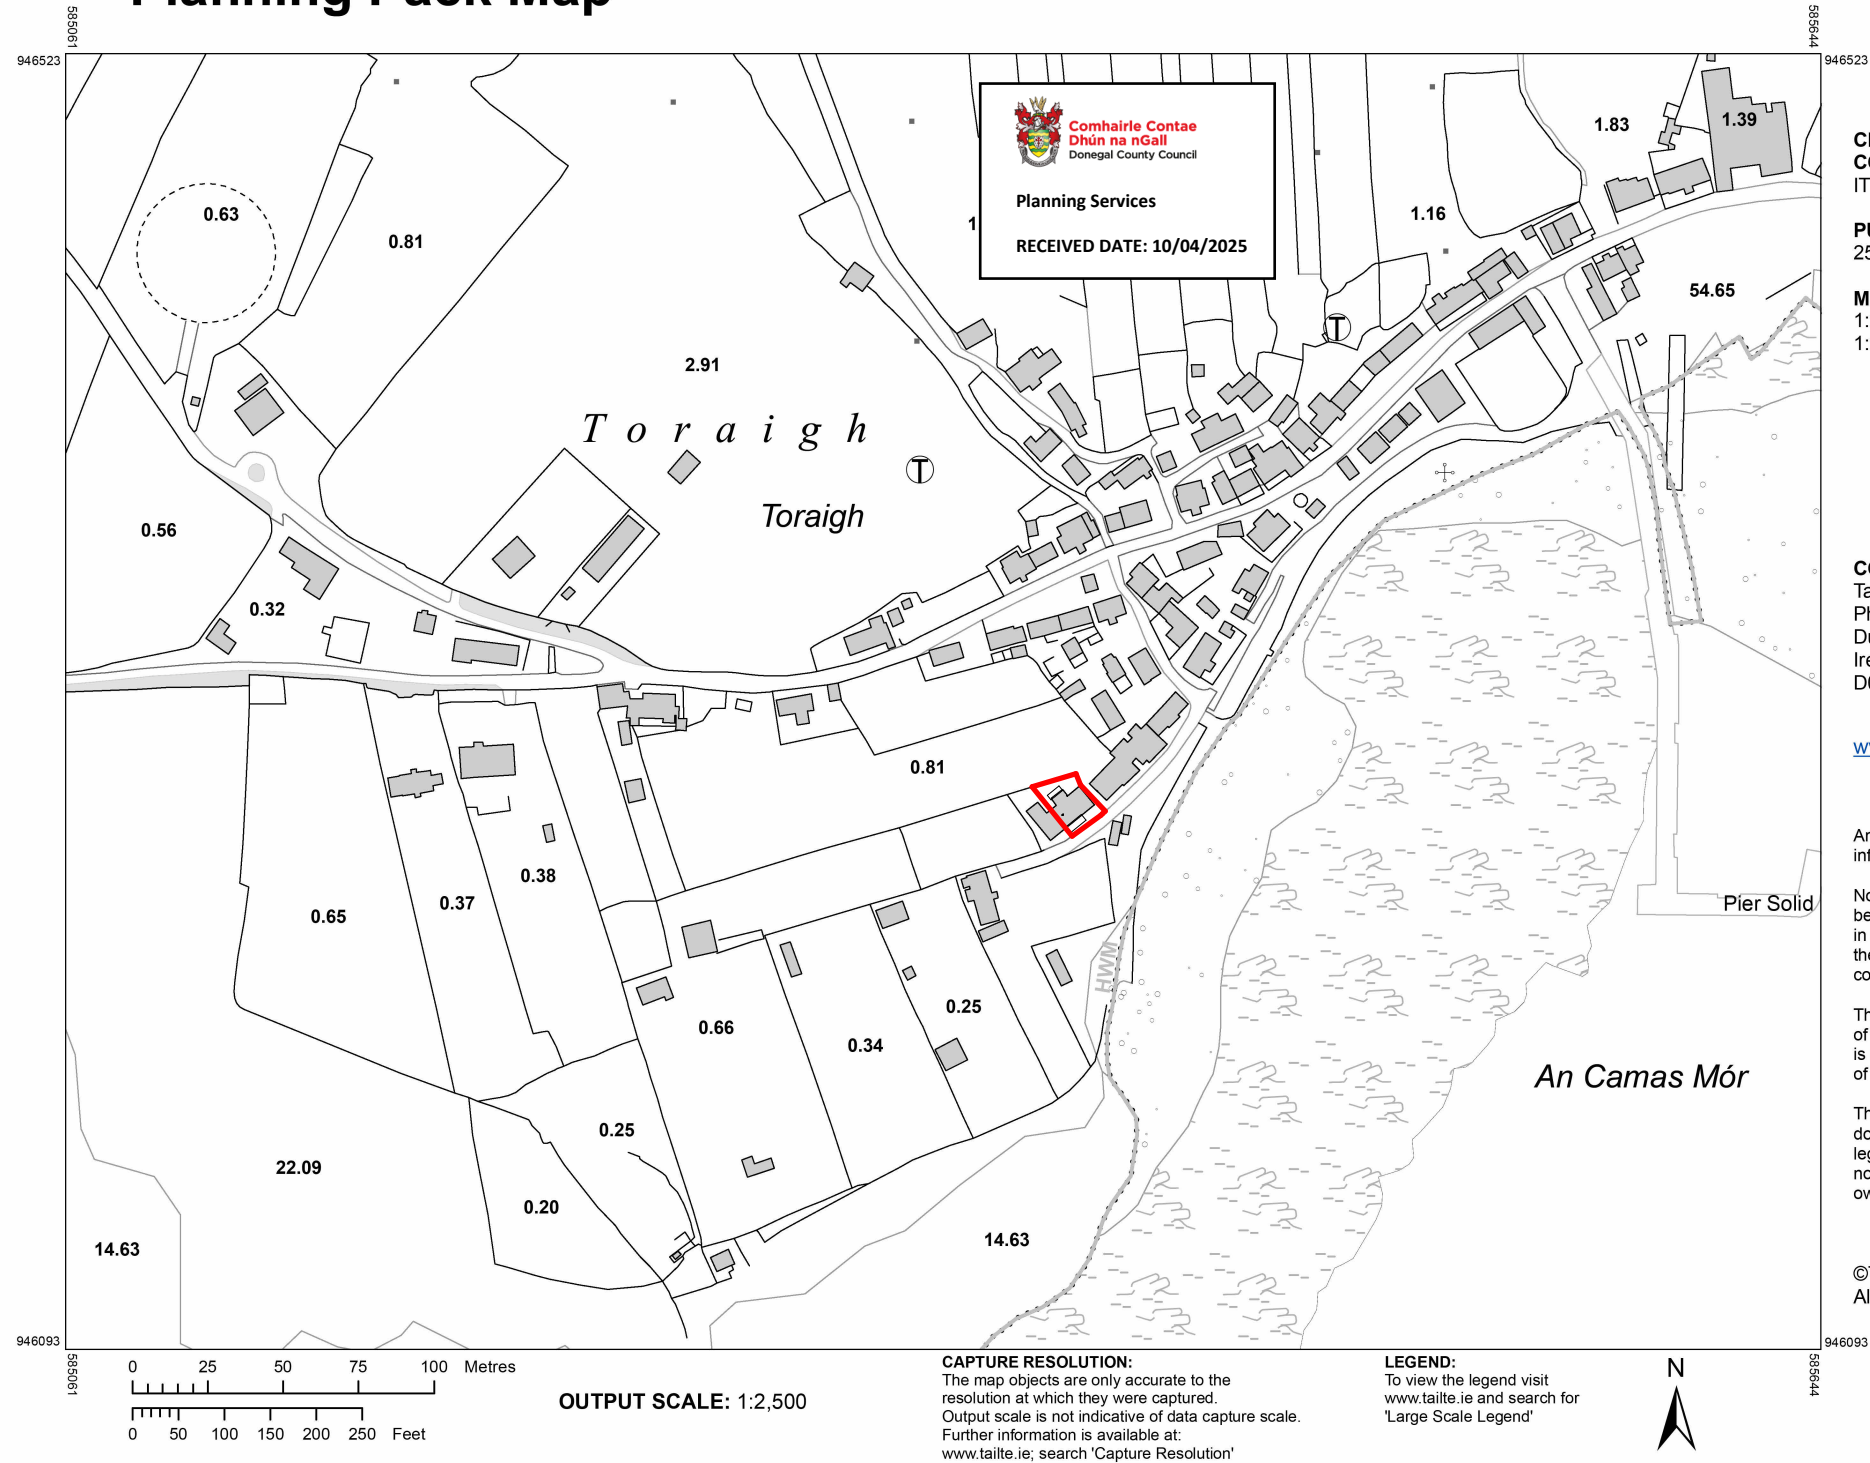 Planning Pack Map
585061
585644
946523
946523
Comhairle Contae
Dhún na nGall
Donegal County Council
Planning Services
RECEIVED DATE: 10/04/2025
1.83
1.39
0.63
0.81
1
1.16
54.65
T
2.91
Toraigh
T
Toraigh
0.56
0.32
0.81
0.65
0.37
0.38
Pier Solid
HWM
0.66
0.34
0.25
An Camas Mór
0.25
22.09
0.20
14.63
14.63
946093
946093
585061
585644
0 25 50 75 100 Metres
0 50 100 150 200 250 Feet
OUTPUT SCALE: 1:2,500
CAPTURE RESOLUTION:
The map objects are only accurate to the
resolution at which they were captured.
Output scale is not indicative of data capture scale.
Further information is available at:
www.tailte.ie; search 'Capture Resolution'
LEGEND:
To view the legend visit
www.tailte.ie and search for
'Large Scale Legend'
N